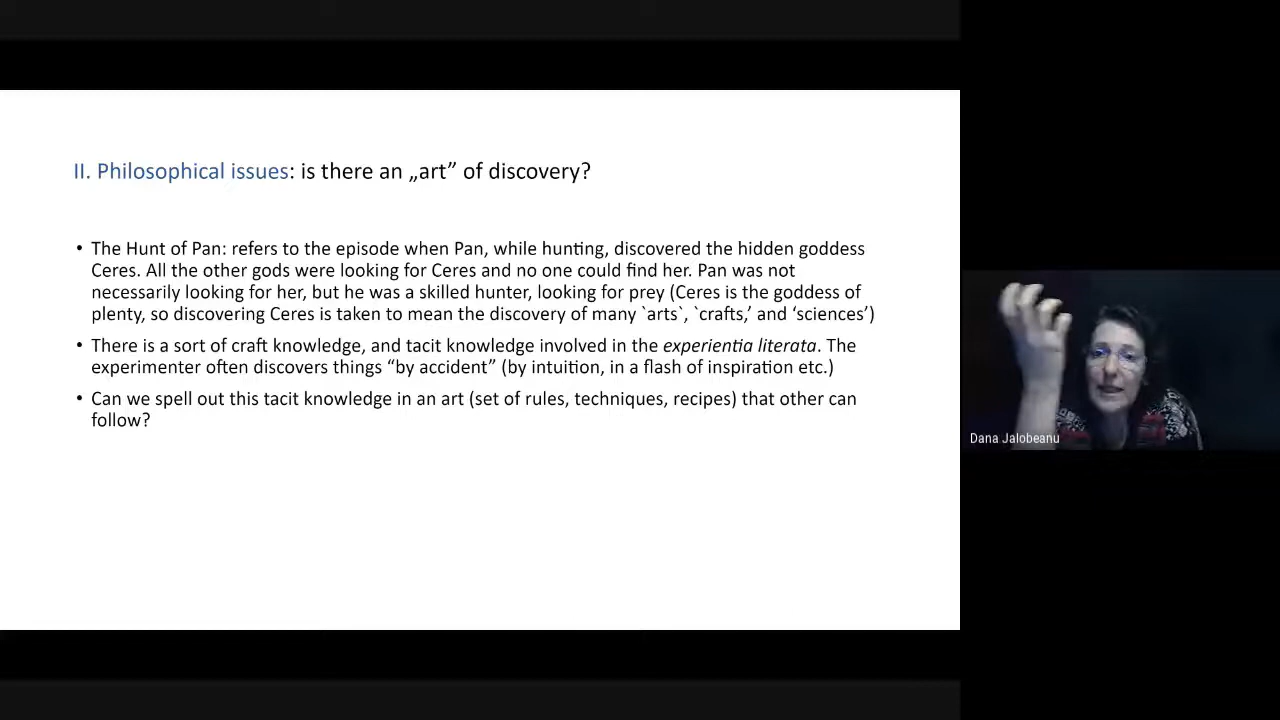 II. Philosophical issues: is there an „art” of discovery?
• The Hunt of Pan: refers to the episode when Pan, while hunting, discovered the hidden goddess
Ceres. All the other gods were looking for Ceres and no one could find her. Pan was not
necessarily looking for her, but he was a skilled hunter, looking for prey (Ceres is the goddess of
plenty, so discovering Ceres is taken to mean the discovery of many `arts`, `crafts,’ and ‘sciences’)
• There is a sort of craft knowledge, and tacit knowledge involved in the experientia literata. The
experimenter often discovers things “by accident” (by intuition, in a flash of inspiration etc.)
• Can we spell out this tacit knowledge in an art (set of rules, techniques, recipes) that other can
follow?
Dana Jalobeanu